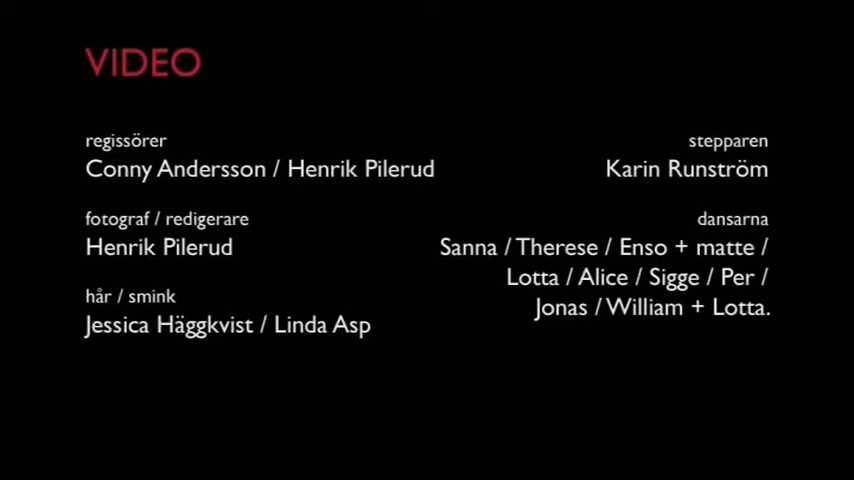 VIDEO
regissörer
Conny Andersson / Henrik Pilerud
fotograf / redigerare
Henrik Pilerud
hår / smink
Jessica Häggkvist / Linda Asp
stepparen
Karin Runström
dansarna
Sanna / Therese / Enso + matte /
Lotta / Alice / Sigge / Per /
Jonas / William + Lotta.